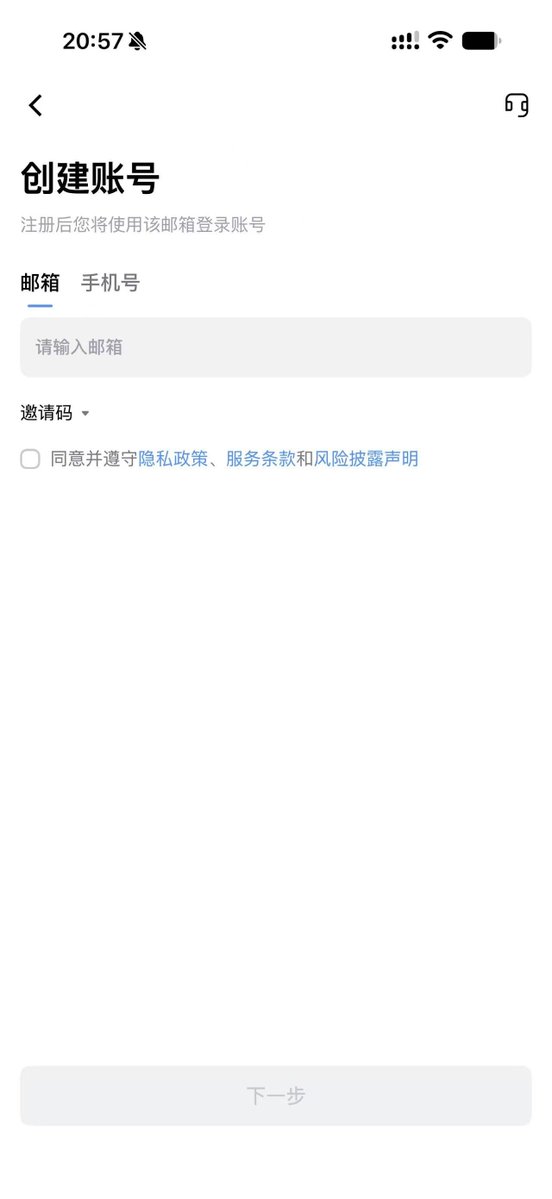 20:57
创建账号
注册后您将使用该邮箱登录账号
邮箱 手机号
请输入邮箱
邀请码
同意并遵守隐私政策、服务条款和风险披露声明
下一步